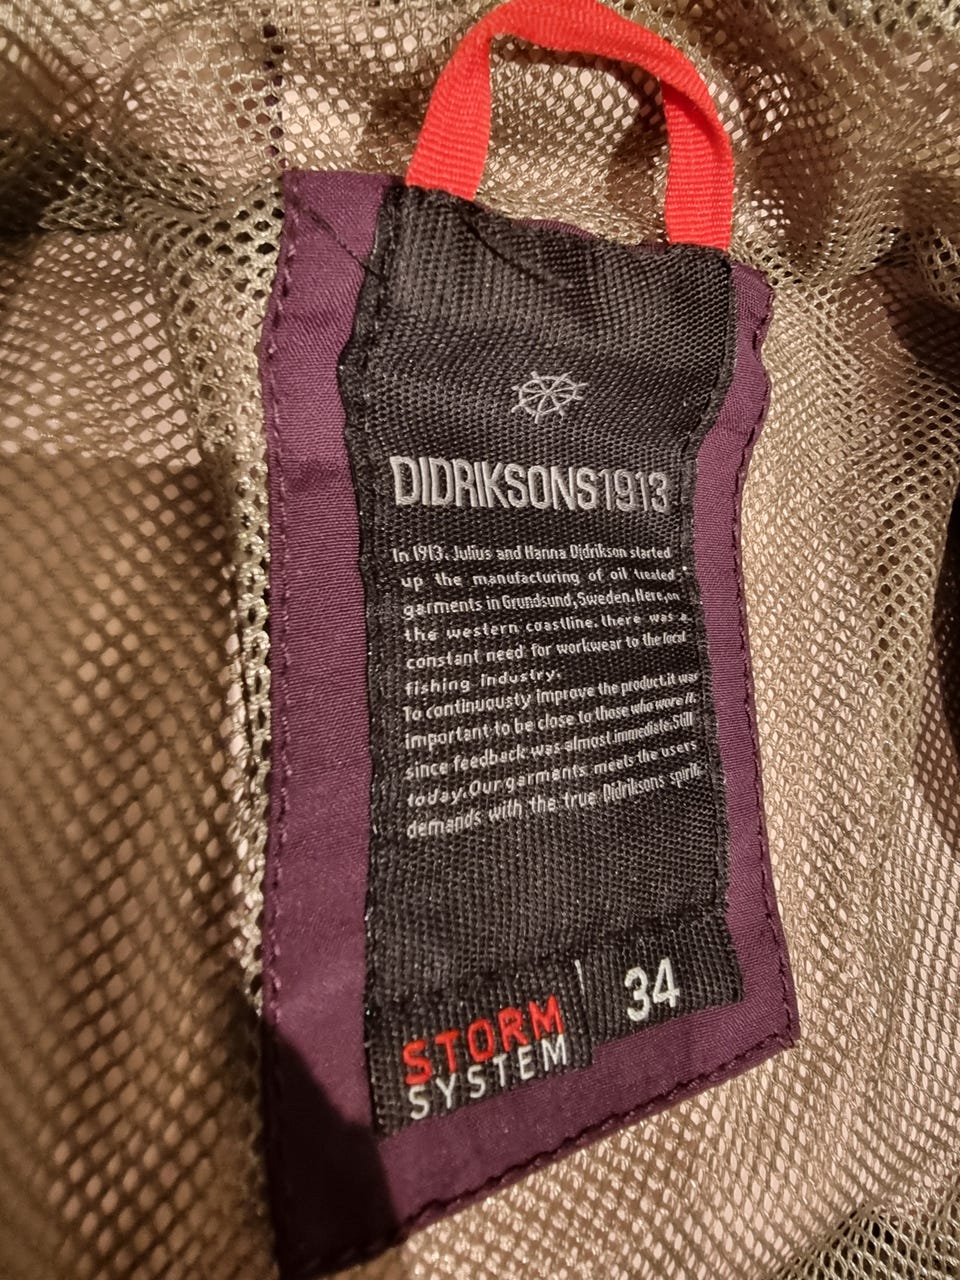 DIDRIKSONS1913
In 1913. Julius and Hanna Didrikson started
up the manufacturing of oil treated
garments in Grundsund, Sweden. Here, on
the western coastline. there was a
constant need for workwear to the local
fishing industry.
To continuously improve the product. it was
important to be close to those who wore it.
since feedback was almost immediate. Still
today. Our garments meets the users
demands with the true Didriksons spirit.
STORM
SYSTEM
34